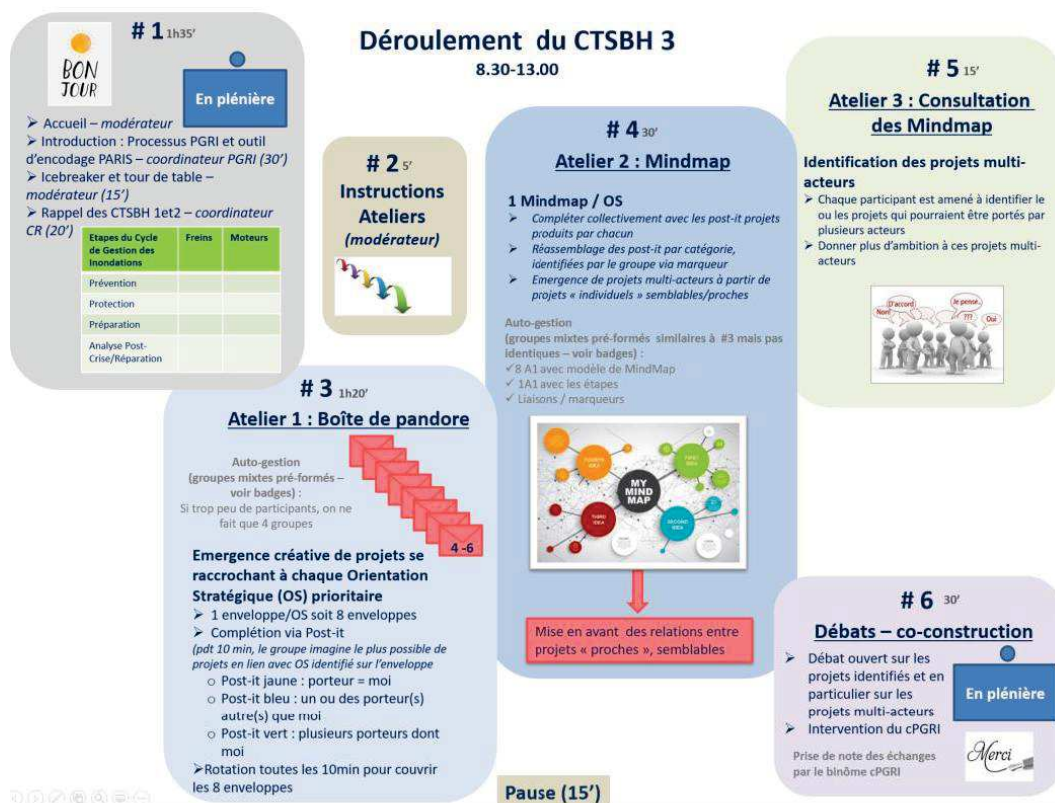 Déroulement du CTSBH 3
8.30-13.00
# 1 1h35’
BON
JOUR
En plénière
➢ Accueil – modérateur
➢ Introduction : Processus PGRI et outil
d’encodage PARIS – coordinateur PGRI (30’)
➢ Icebreaker et tour de table –
modérateur (15’)
➢ Rappel des CTSBH 1et2 – coordinateur
CR (20’)
Etapes du Cycle de Gestion des Inondations Freins Moteurs
Prévention
Protection
Préparation
Analyse Post-
Crise/Réparation
# 2 5’
Instructions
Ateliers
(modérateur)
# 3 1h20’
Atelier 1 : Boîte de pandore
Auto-gestion
(groupes mixtes pré-formés –
voir badges) :
Si trop peu de participants, on ne
fait que 4 groupes
4 -6
Emergence créative de projets se
raccrochant à chaque Orientation
Stratégique (OS) prioritaire
➢ 1 enveloppe/OS soit 8 enveloppes
➢ Complétion via Post-it
(pdt 10 min, le groupe imagine le plus possible de
projets en lien avec OS identifié sur l’enveloppe
o Post-it jaune : porteur = moi
o Post-it bleu : un ou des porteur(s)
autre(s) que moi
o Post-it vert : plusieurs porteurs dont
moi
➢Rotation toutes les 10min pour couvrir
les 8 enveloppes
# 4 30’
Atelier 2 : Mindmap
1 Mindmap / OS
➢ Compléter collectivement avec les post-it projets
produits par chacun
➢ Réassemblage des post-it par catégorie,
identifiées par le groupe via marqueur
➢ Emergence de projets multi-acteurs à partir de
projets « individuels » semblables/proches
Auto-gestion
(groupes mixtes pré-formés similaires à #3 mais pas
identiques – voir badges) :
✓8 A1 avec modèle de MindMap
✓ 1A1 avec les étapes
✓ Liaisons / marqueurs
MY
MIND
MAP
THIRD
IDEA
SECOND
IDEA
Mise en avant des relations entre
projets « proches », semblables
Pause (15’)
# 5 15’
Atelier 3 : Consultation
des Mindmap
Identification des projets multi-
acteurs
➢ Chaque participant est amené à identifier le
ou les projets qui pourraient être portés par
plusieurs acteurs
➢ Donner plus d’ambition à ces projets multi-
acteurs
D’accord
Non!
Je pense,
???
Oui
# 6 30’
Débats – co-construction
➢ Débat ouvert sur les
projets identifiés et en
particulier sur les
projets multi-acteurs
➢ Intervention du cPGRI
En plénière
Prise de note des échanges
par le binôme cPGRI
Merci